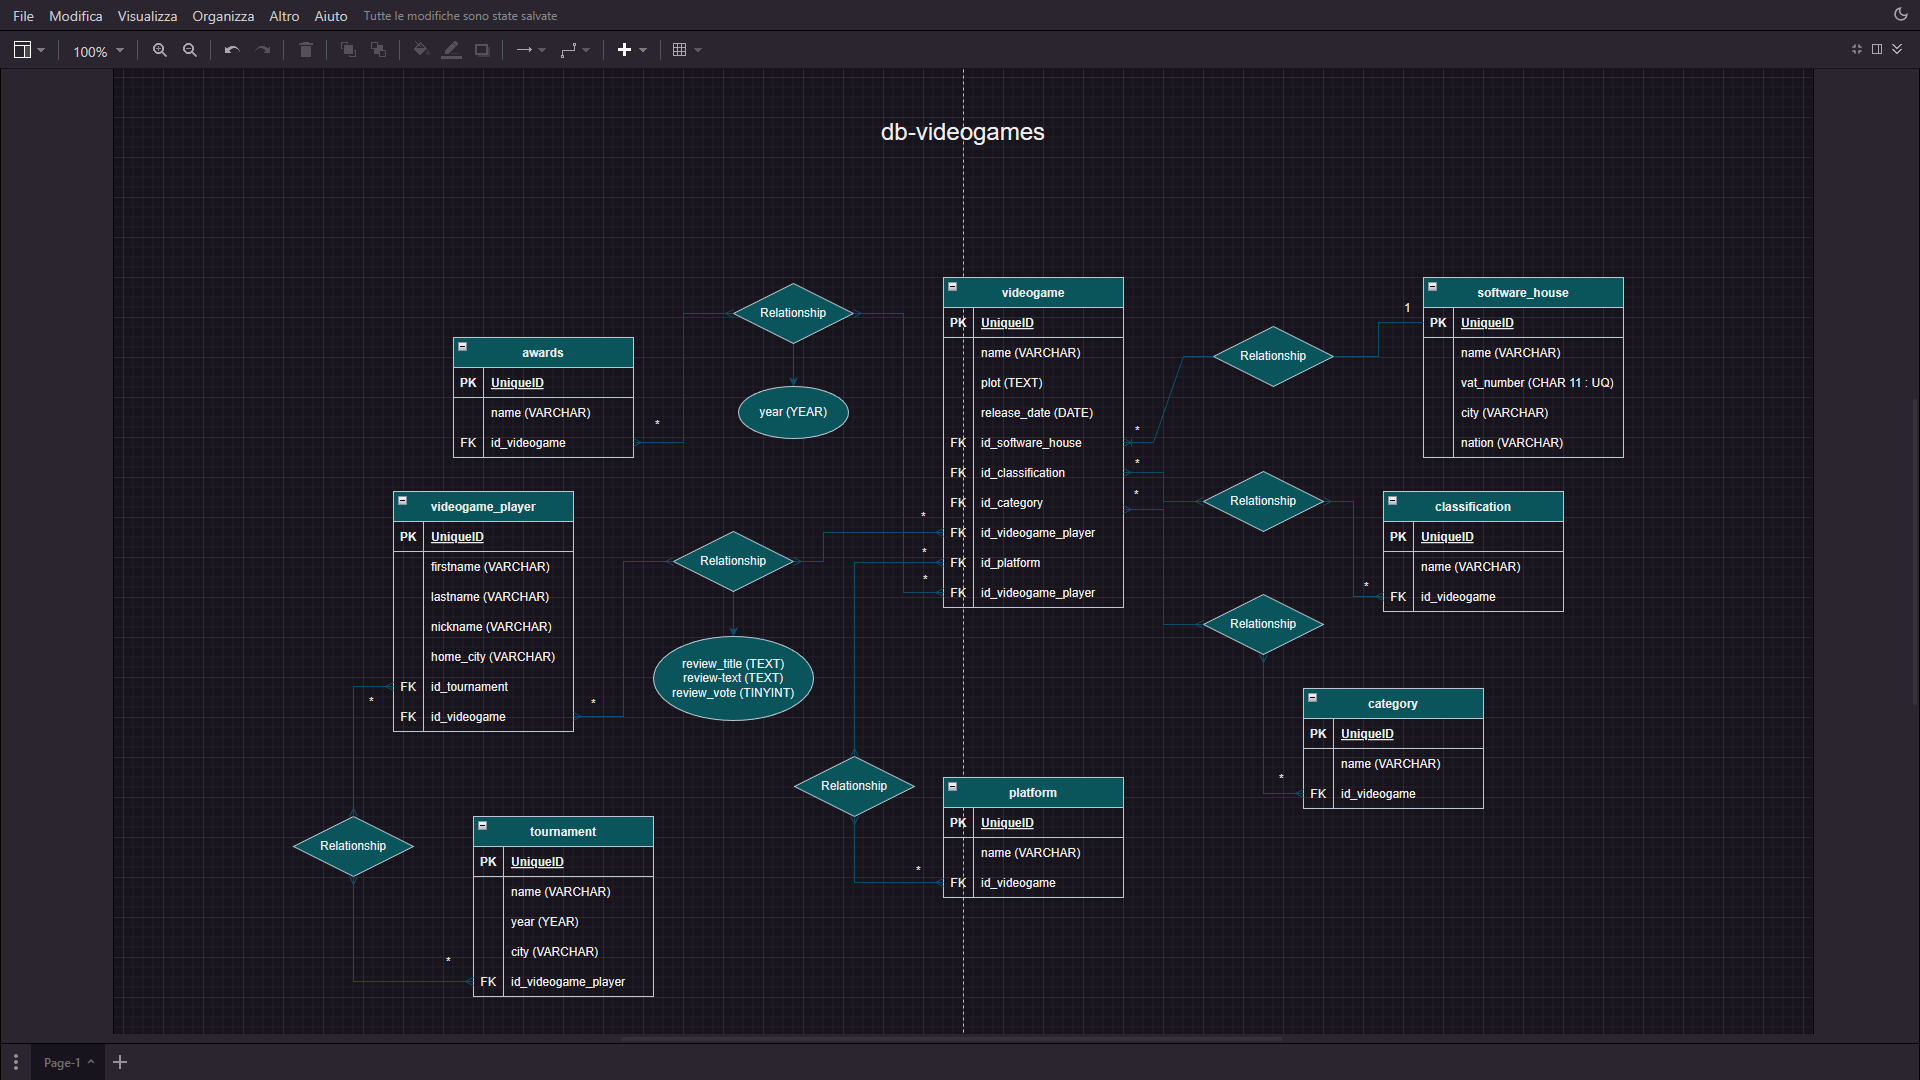 File Modifica Visualizza Organizza Altro Aiuto Tutte le modifiche sono state salvate
100%
db-videogames
videogame
PK UniqueID
name (VARCHAR)
plot (TEXT)
release_date (DATE)
FK id_software_house
FK id_classification
FK id_category
FK id_videogame_player
FK id_platform
FK id_videogame_player
software_house
PK UniqueID
name (VARCHAR)
vat_number (CHAR 11 : UQ)
city (VARCHAR)
nation (VARCHAR)
Relationship
1
*
*
*
Relationship
year (YEAR)
awards
PK UniqueID
name (VARCHAR)
FK id_videogame
*
videogame_player
PK UniqueID
firstname (VARCHAR)
lastname (VARCHAR)
nickname (VARCHAR)
home_city (VARCHAR)
FK id_tournament
FK id_videogame
*
*
Relationship
*
*
*
review_title (TEXT)
review-text (TEXT)
review_vote (TINYINT)
Relationship
classification
PK UniqueID
name (VARCHAR)
FK id_videogame
*
Relationship
category
PK UniqueID
name (VARCHAR)
FK id_videogame
*
Relationship
platform
PK UniqueID
name (VARCHAR)
FK id_videogame
*
Relationship
tournament
PK UniqueID
name (VARCHAR)
year (YEAR)
city (VARCHAR)
FK id_videogame_player
*
Page-1